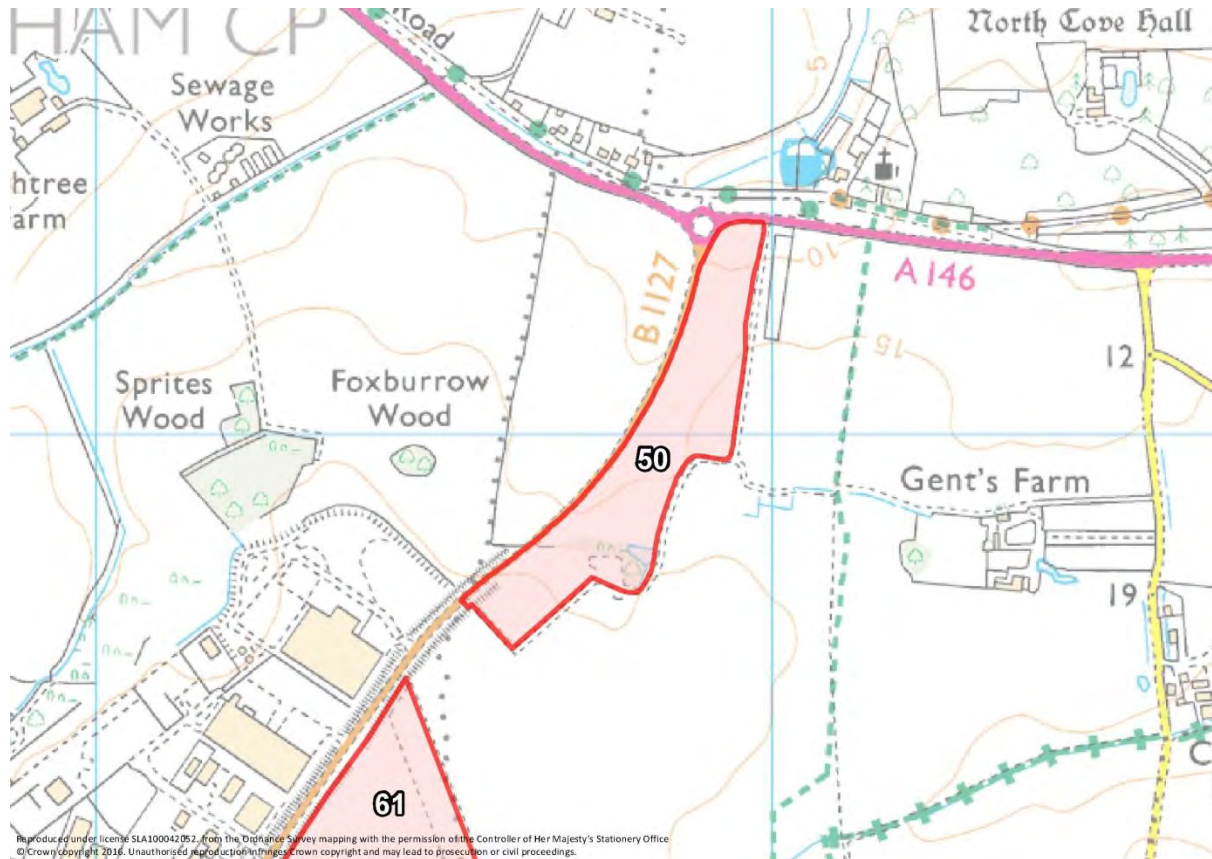 HAM CP
Road
North Cove Hall
Sewage
Works
5
htree
arm
10
A 146
B 1127
15
12
Sprites
Wood
Foxburrow
Wood
50
Gent's Farm
19
C
61
Reproduced under license SLA100042052, from the Ordnance Survey mapping with the permission of the Controller of Her Majesty's Stationery Office
© Crown copyright 2016. Unauthorised reproduction infringes Crown copyright and may lead to prosecution or civil proceedings.